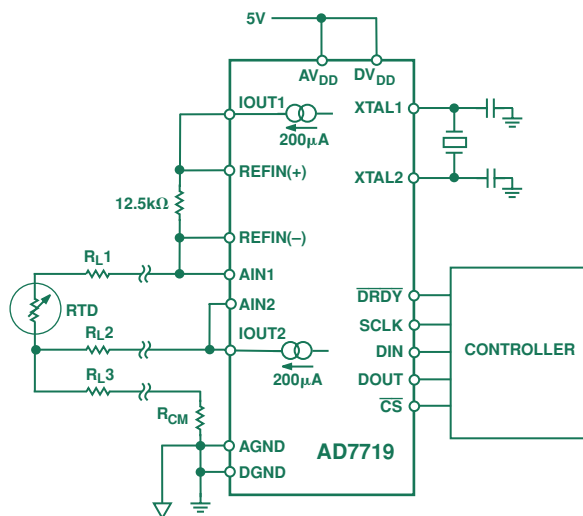 5V
AVDD
DVDD
IOUT1
XTAL1
200μA
REFIN(+)
XTAL2
12.5kΩ
REFIN(–)
RL1
AIN1
AIN2
DRDY
RTD
SCLK
RL2
IOUT2
DIN
CONTROLLER
200μA
DOUT
RL3
CS
RCM
AGND
AD7719
DGND